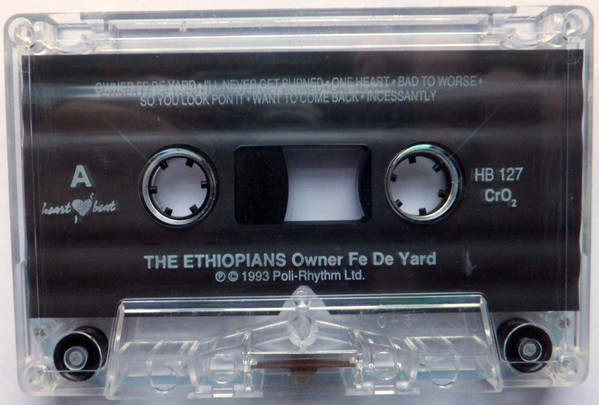 OWNER FE DE YARD • I'LL NEVER GET BURNED • ONE HEART • BAD TO WORSE •
SO YOU LOOK PON TI • WANT TO COME BACK • INCESSANTLY
A
heart beat
HB 127
CrO2
THE ETHIOPIANS Owner Fe De Yard
℗ © 1993 Poli-Rhythm Ltd.